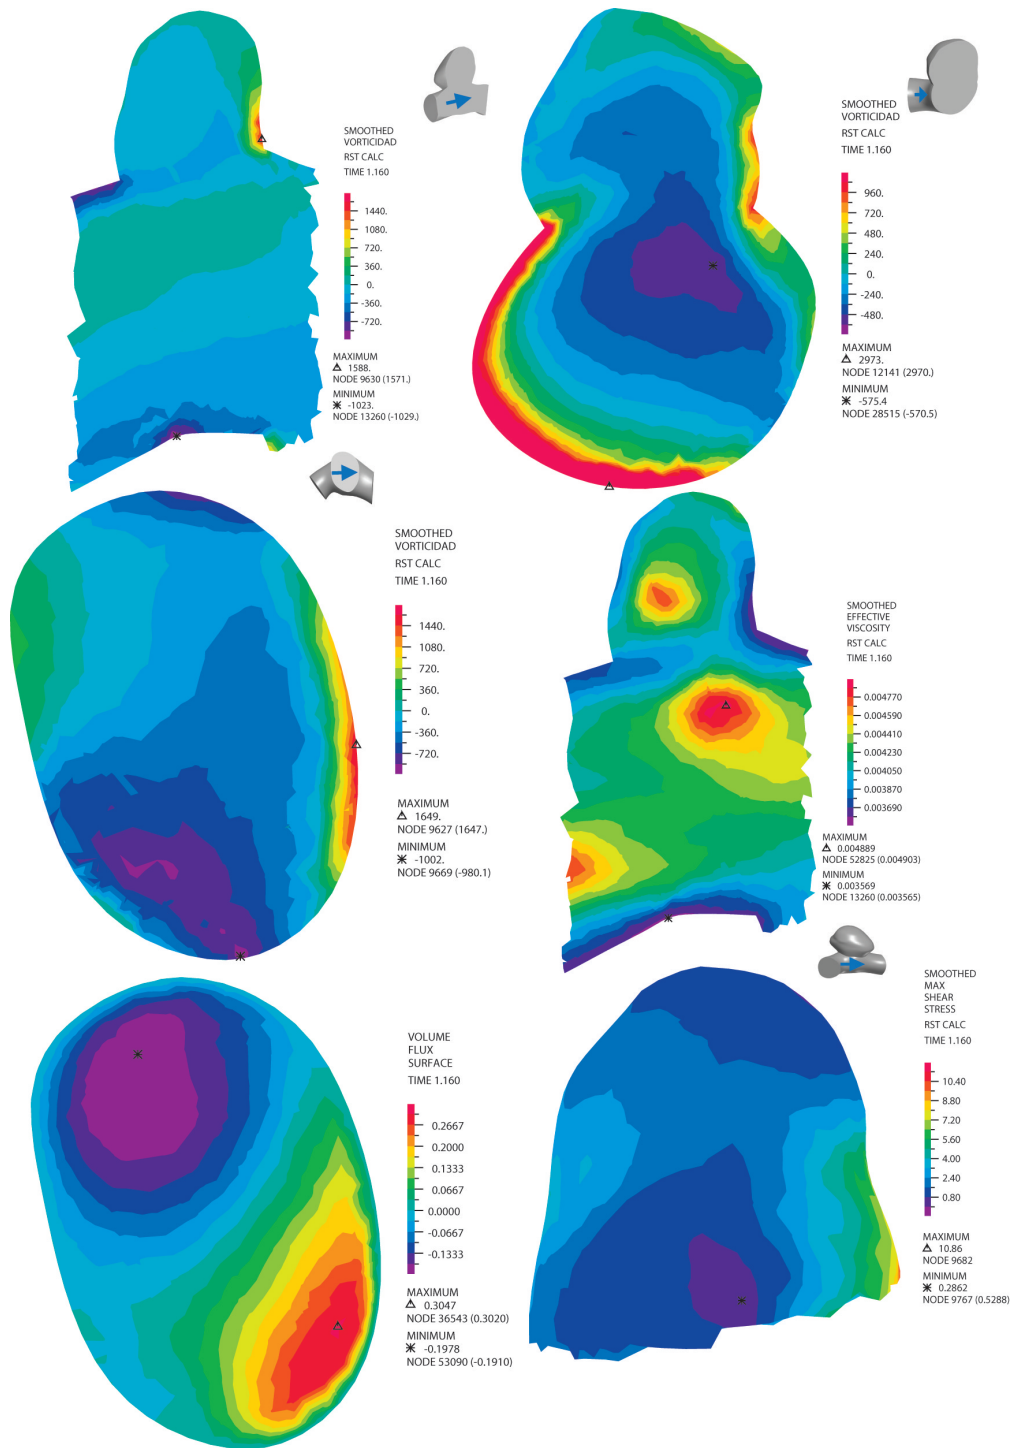 SMOOTHED
VORTICIDAD
RST CALC
TIME 1.160
1440.
1080.
720.
360.
0.
-360.
-720.
MAXIMUM
△ 1588.
NODE 9630 (1571.)
MINIMUM
✳ -1023.
NODE 13260 (-1029.)
SMOOTHED
VORTICIDAD
RST CALC
TIME 1.160
960.
720.
480.
240.
0.
-240.
-480.
MAXIMUM
△ 2973.
NODE 12141 (2970.)
MINIMUM
✳ -575.4
NODE 28515 (-570.5)
SMOOTHED
VORTICIDAD
RST CALC
TIME 1.160
1440.
1080.
720.
360.
0.
-360.
-720.
MAXIMUM
△ 1649.
NODE 9627 (1647.)
MINIMUM
✳ -1002.
NODE 9669 (-980.1)
SMOOTHED
EFFECTIVE
VISCOSITY
RST CALC
TIME 1.160
0.004770
0.004590
0.004410
0.004230
0.004050
0.003870
0.003690
MAXIMUM
△ 0.004889
NODE 52825 (0.004903)
MINIMUM
✳ 0.003569
NODE 13260 (0.003565)
VOLUME
FLUX
SURFACE
TIME 1.160
0.2667
0.2000
0.1333
0.0667
0.0000
-0.0667
-0.1333
MAXIMUM
△ 0.3047
NODE 36543 (0.3020)
MINIMUM
✳ -0.1978
NODE 53090 (-0.1910)
SMOOTHED
MAX
SHEAR
STRESS
RST CALC
TIME 1.160
10.40
8.80
7.20
5.60
4.00
2.40
0.80
MAXIMUM
△ 10.86
NODE 9682
MINIMUM
✳ 0.2862
NODE 9767 (0.5288)